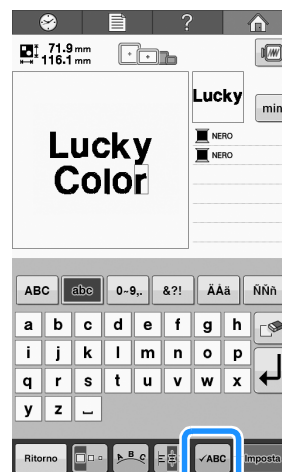 ?
71.9 mm
116.1 mm
Lucky
Color
Lucky
min
NERO
NERO
ABC abc 0~9,. &?! ÄÀä ÑÑñ
a b c d e f g h
i j k l m n o p
q r s t u v w x
y z
Ritorno A B C ✓ABC Imposta